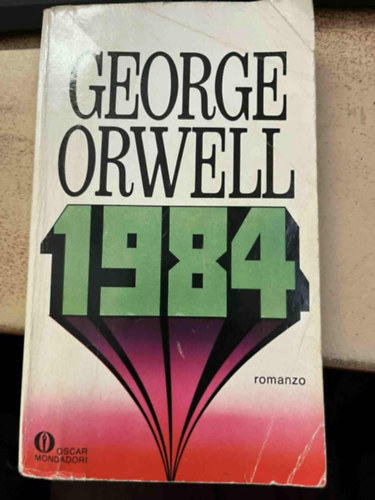 GEORGE
ORWELL
1984
romanzo
OSCAR
MONDADORI